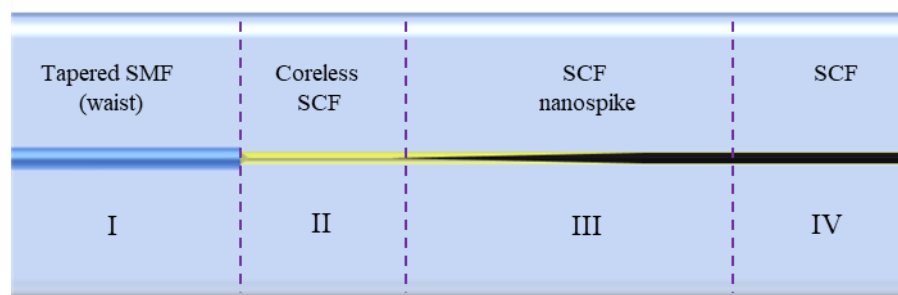 Tapered SMF
(waist)
Coreless
SCF
SCF
nanospike
SCF
I
II
III
IV